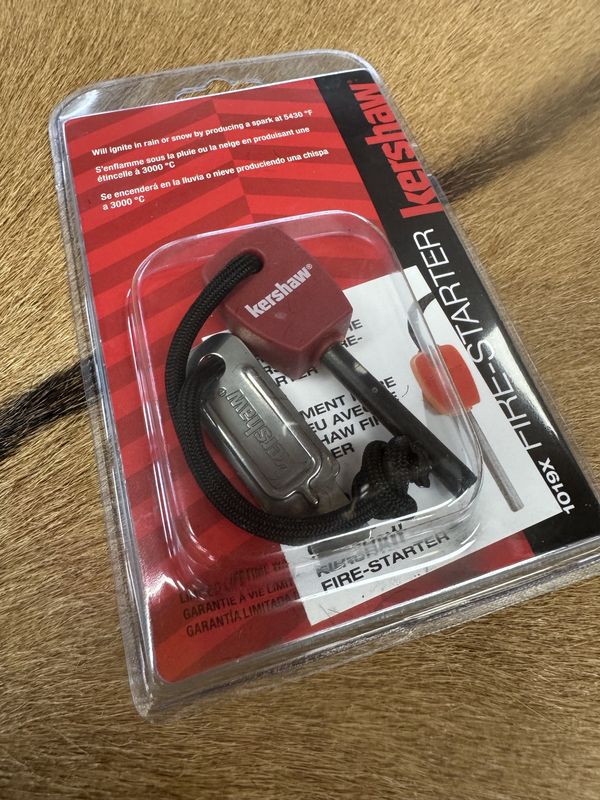 Will ignite in rain or snow by producing a spark at 5430 °F
S'enflamme sous la pluie ou la neige en produisant une
étincelle à 3000 °C
Se encenderá en la lluvia o nieve produciendo una chispa
a 3000 °C
kershaw
1019X FIRE-STARTER
kershaw®
kershaw
FIRE-STARTER
GARANTIE À VIE LIMIT
GARANTÍA LIMITADA